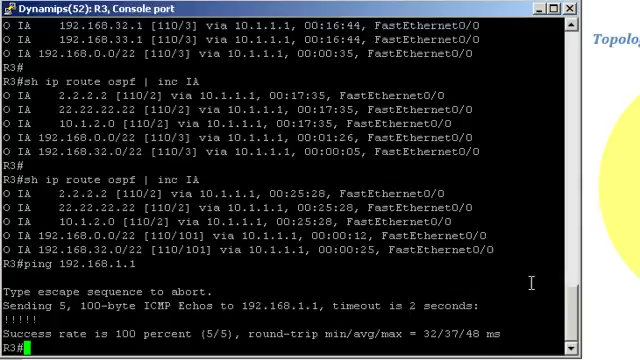 Dynamips(52): R3, Console port
O IA    192.168.32.1 [110/3] via 10.1.1.1, 00:16:44, FastEthernet0/0
O IA    192.168.33.1 [110/3] via 10.1.1.1, 00:16:44, FastEthernet0/0
O IA 192.168.0.0/22 [110/3] via 10.1.1.1, 00:00:35, FastEthernet0/0
R3#
R3#sh ip route ospf | inc IA
O IA    2.2.2.2 [110/2] via 10.1.1.1, 00:17:35, FastEthernet0/0
O IA    22.22.22.22 [110/2] via 10.1.1.1, 00:17:35, FastEthernet0/0
O IA    10.1.2.0 [110/2] via 10.1.1.1, 00:17:35, FastEthernet0/0
O IA 192.168.0.0/22 [110/3] via 10.1.1.1, 00:01:26, FastEthernet0/0
O IA 192.168.32.0/22 [110/3] via 10.1.1.1, 00:00:05, FastEthernet0/0
R3#
R3#sh ip route ospf | inc IA
O IA    2.2.2.2 [110/2] via 10.1.1.1, 00:25:28, FastEthernet0/0
O IA    22.22.22.22 [110/2] via 10.1.1.1, 00:25:28, FastEthernet0/0
O IA    10.1.2.0 [110/2] via 10.1.1.1, 00:25:28, FastEthernet0/0
O IA 192.168.0.0/22 [110/101] via 10.1.1.1, 00:00:12, FastEthernet0/0
O IA 192.168.32.0/22 [110/101] via 10.1.1.1, 00:00:25, FastEthernet0/0
R3#ping 192.168.1.1
Type escape sequence to abort.
Sending 5, 100-byte ICMP Echos to 192.168.1.1, timeout is 2 seconds:
!!!!!
Success rate is 100 percent (5/5), round-trip min/avg/max = 32/37/48 ms
R3#